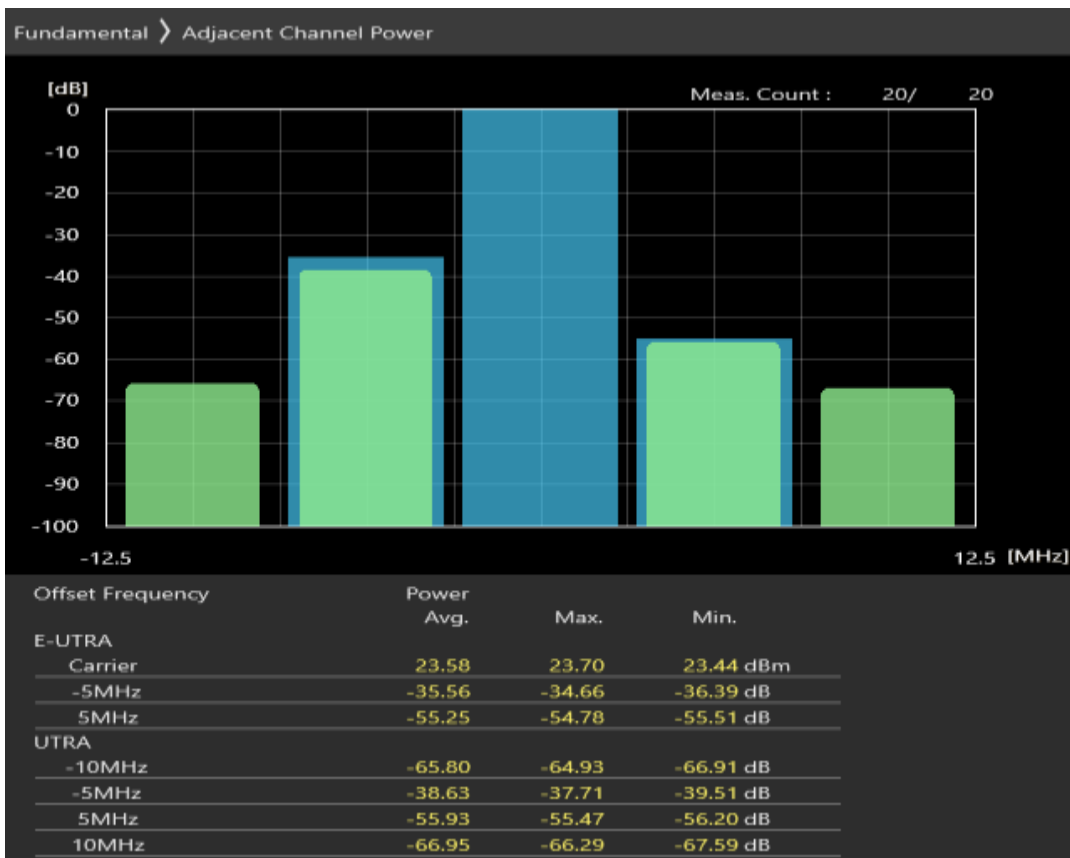 Fundamental 〉 Adjacent Channel Power
[dB]
Meas. Count : 20/ 20
0
-10
-20
-30
-40
-50
-60
-70
-80
-90
-100
-12.5 12.5 [MHz]
Offset Frequency Power
Avg. Max. Min.
E-UTRA
Carrier 23.58 23.70 23.44 dBm
-5MHz -35.56 -34.66 -36.39 dB
5MHz -55.25 -54.78 -55.51 dB
UTRA
-10MHz -65.80 -64.93 -66.91 dB
-5MHz -38.63 -37.71 -39.51 dB
5MHz -55.93 -55.47 -56.20 dB
10MHz -66.95 -66.29 -67.59 dB